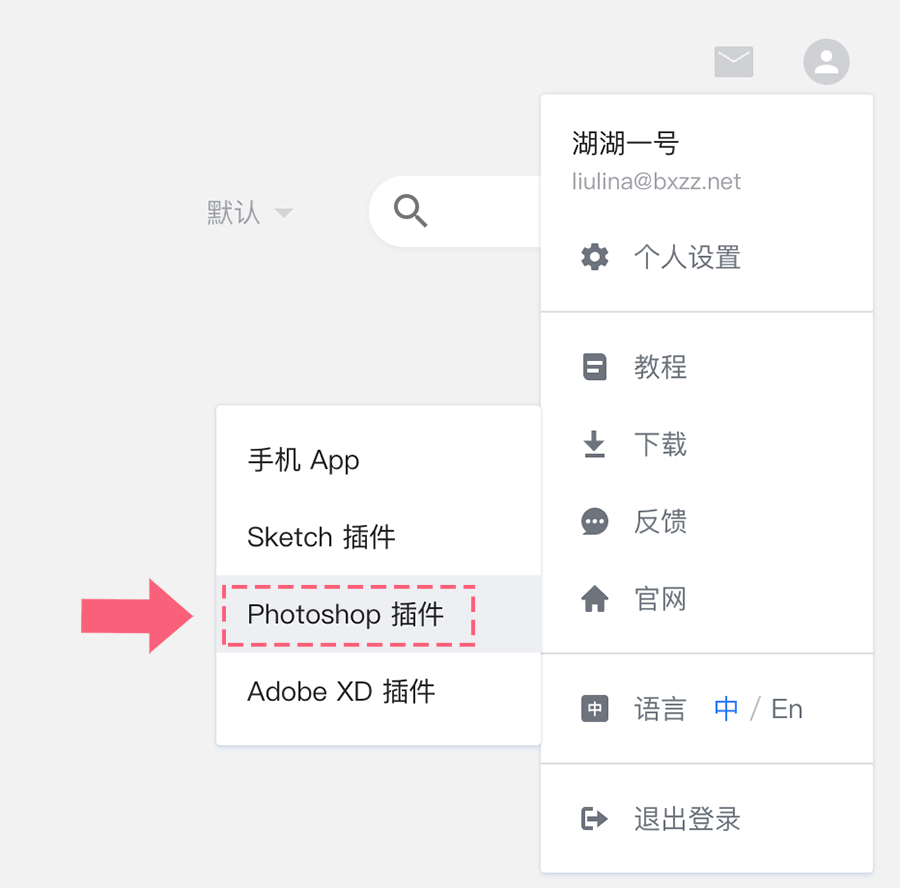 湖湖一号
liulina@bxzz.net
默认
个人设置
教程
下载
反馈
官网
手机 App
Sketch 插件
Photoshop 插件
Adobe XD 插件
中 语言 中 / En
退出登录